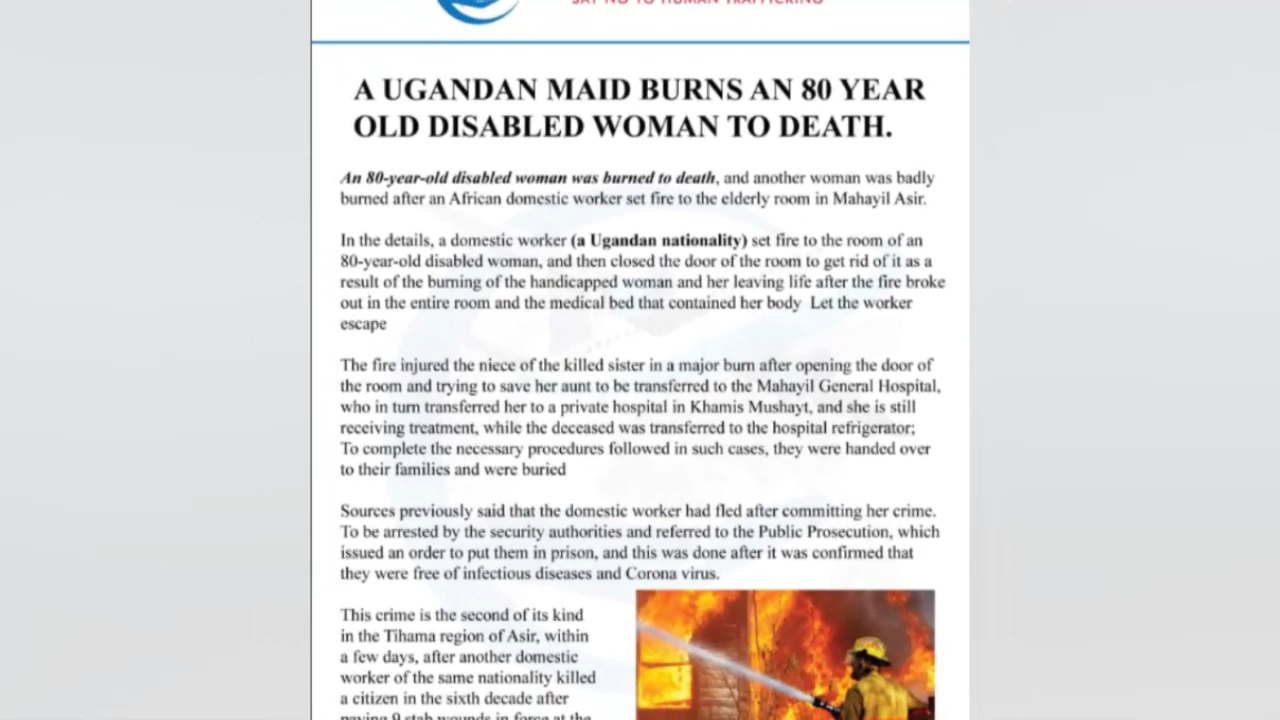 SAY NO TO HUMAN TRAFFICKING
A UGANDAN MAID BURNS AN 80 YEAR
OLD DISABLED WOMAN TO DEATH.
An 80-year-old disabled woman was burned to death, and another woman was badly
burned after an African domestic worker set fire to the elderly room in Mahayil Asir.
In the details, a domestic worker (a Ugandan nationality) set fire to the room of an
80-year-old disabled woman, and then closed the door of the room to get rid of it as a
result of the burning of the handicapped woman and her leaving life after the fire broke
out in the entire room and the medical bed that contained her body Let the worker
escape
The fire injured the niece of the killed sister in a major burn after opening the door of
the room and trying to save her aunt to be transferred to the Mahayil General Hospital,
who in turn transferred her to a private hospital in Khamis Mushayt, and she is still
receiving treatment, while the deceased was transferred to the hospital refrigerator;
To complete the necessary procedures followed in such cases, they were handed over
to their families and were buried
Sources previously said that the domestic worker had fled after committing her crime.
To be arrested by the security authorities and referred to the Public Prosecution, which
issued an order to put them in prison, and this was done after it was confirmed that
they were free of infectious diseases and Corona virus.
This crime is the second of its kind
in the Tihama region of Asir, within
a few days, after another domestic
worker of the same nationality killed
a citizen in the sixth decade after
paying 9 stab wounds in force at the